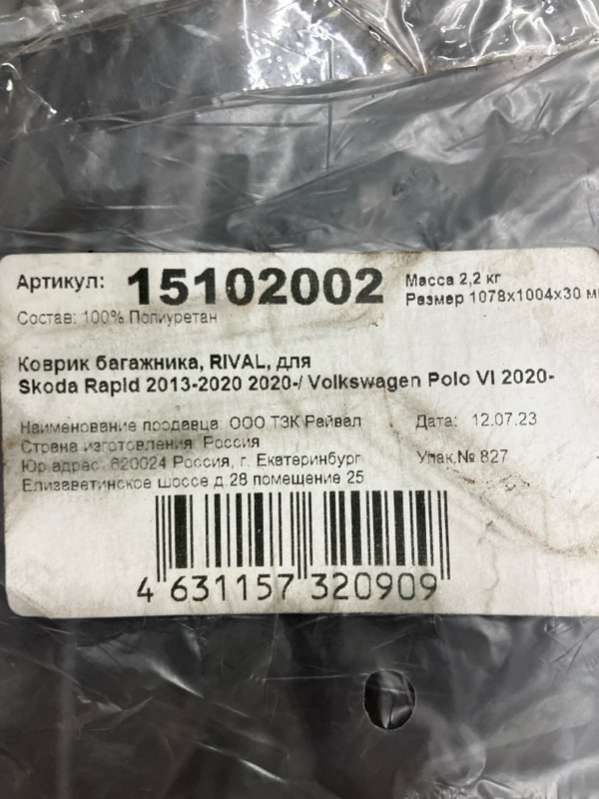 Артикул: 15102002
Масса 2,2 кг
Размер 1078x1004x30 м
Состав: 100% Полиуретан
Коврик багажника, RIVAL, для
Skoda Rapid 2013-2020 2020-/ Volkswagen Polo VI 2020-
Наименование продавца: ООО ТЗК Райвал
Дата: 12.07.23
Страна изготовления: Россия
Юр адрес: 620024 Россия, г. Екатеринбург
Упак.№ 827
Елизаветинское шоссе д.28 помещение 25
4 631157 320909